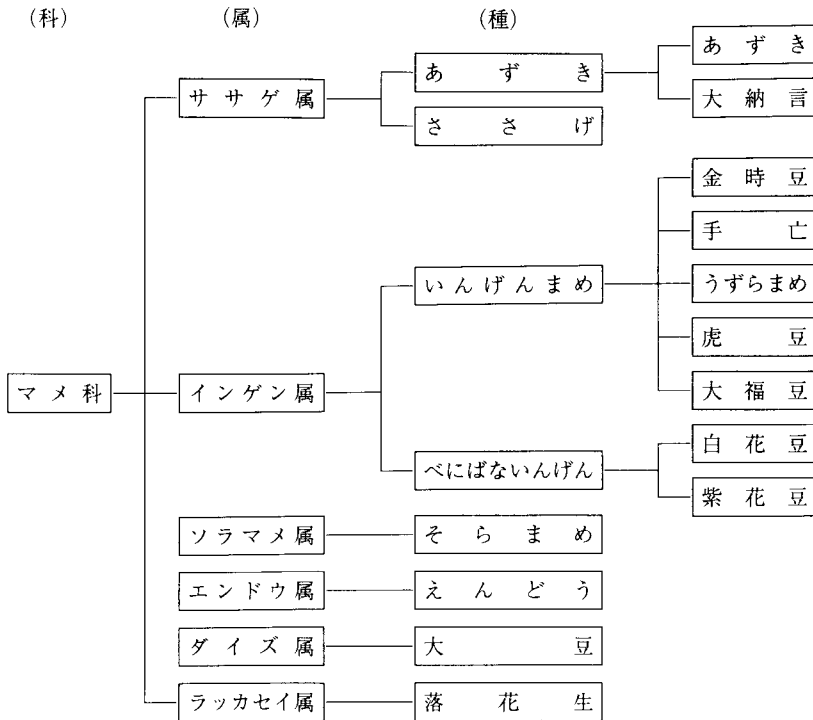 (科) (属) (種)
あずき
ササゲ属 あずき
大納言
ささげ
金時豆
手亡
いんげんまめ うずらまめ
虎豆
マメ科 インゲン属 大福豆
白花豆
べにばないんげん
紫花豆
ソラマメ属 そらまめ
エンドウ属 えんどう
ダイズ属 大豆
ラッカセイ属 落花生